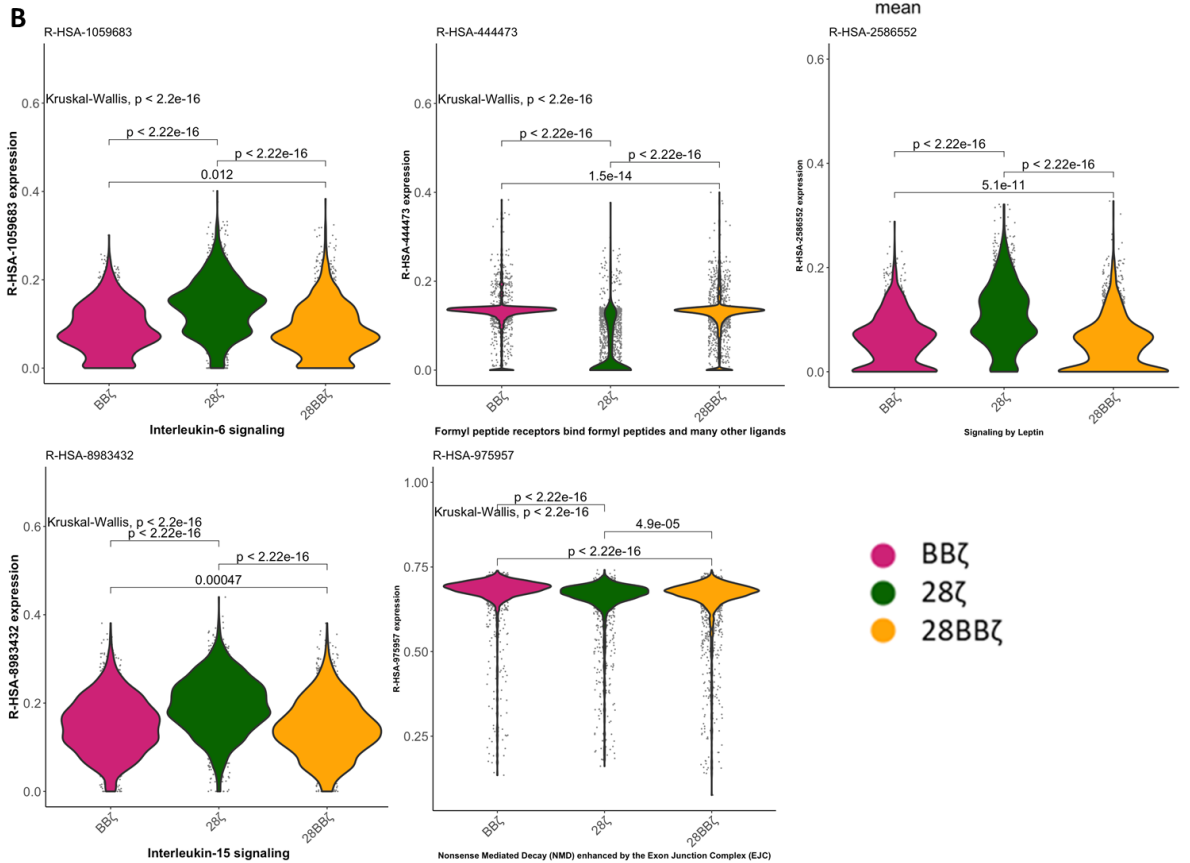 B
mean
R-HSA-1059683
R-HSA-1059683 expression
0.6
0.4
0.2
0.0
Kruskal-Wallis, p < 2.2e-16
p < 2.22e-16
p < 2.22e-16
0.012
BBζ
28ζ
28BBζ
Interleukin-6 signaling
R-HSA-444473
R-HSA-444473 expression
0.6
0.4
0.2
0.0
Kruskal-Wallis, p < 2.2e-16
p < 2.22e-16
p < 2.22e-16
1.5e-14
BBζ
28ζ
28BBζ
Formyl peptide receptors bind formyl peptides and many other ligands
R-HSA-2586552
R-HSA-2586552 expression
0.6
0.4
0.2
0.0
p < 2.22e-16
p < 2.22e-16
5.1e-11
BBζ
28ζ
28BBζ
Signaling by Leptin
R-HSA-8983432
R-HSA-8983432 expression
0.6
0.4
0.2
0.0
Kruskal-Wallis, p < 2.2e-16
p < 2.22e-16
p < 2.22e-16
0.00047
BBζ
28ζ
28BBζ
Interleukin-15 signaling
R-HSA-975957
R-HSA-975957 expression
1.00
0.75
0.50
0.25
p < 2.22e-16
Kruskal-Wallis, p < 2.2e-16
4.9e-05
p < 2.22e-16
BBζ
28ζ
28BBζ
Nonsense Mediated Decay (NMD) enhanced by the Exon Junction Complex (EJC)
BBζ
28ζ
28BBζ